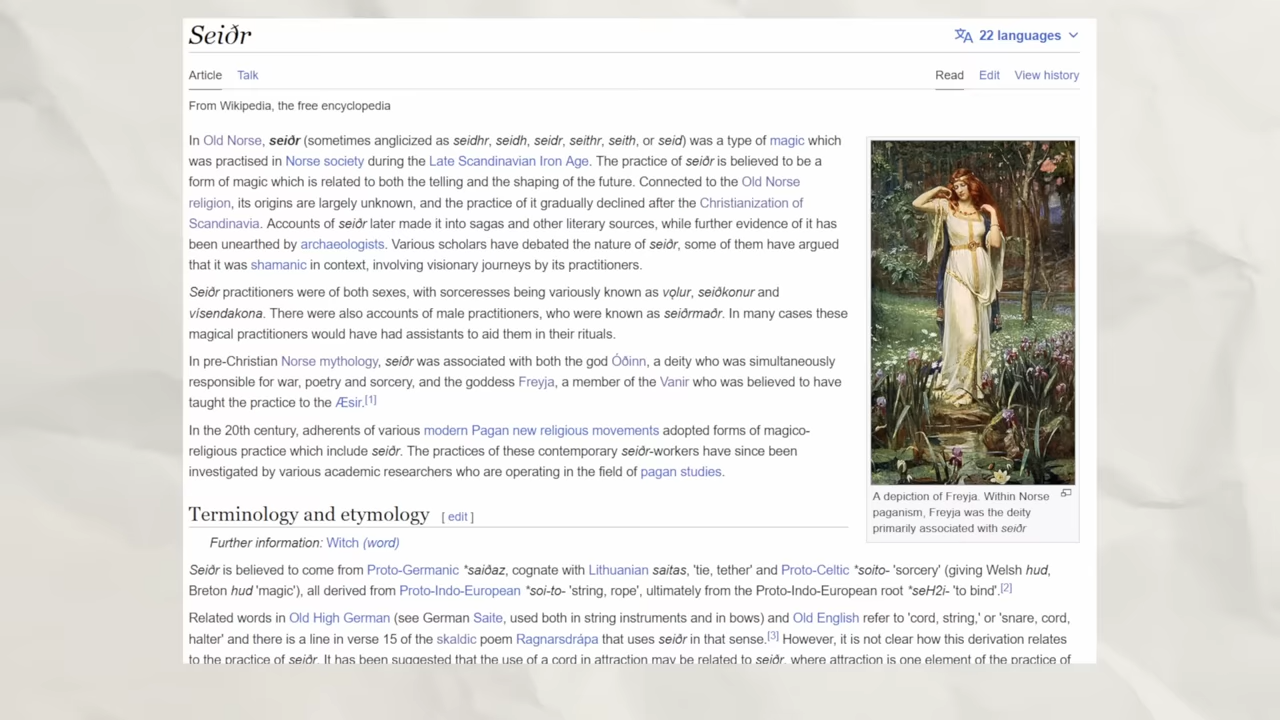 Seiðr
22 languages
Article Talk
Read Edit View history
From Wikipedia, the free encyclopedia
In Old Norse, seiðr (sometimes anglicized as seidhr, seidh, seidr, seithr, seith, or seid) was a type of magic which
was practised in Norse society during the Late Scandinavian Iron Age. The practice of seiðr is believed to be a
form of magic which is related to both the telling and the shaping of the future. Connected to the Old Norse
religion, its origins are largely unknown, and the practice of it gradually declined after the Christianization of
Scandinavia. Accounts of seiðr later made it into sagas and other literary sources, while further evidence of it has
been unearthed by archaeologists. Various scholars have debated the nature of seiðr, some of them have argued
that it was shamanic in context, involving visionary journeys by its practitioners.
Seiðr practitioners were of both sexes, with sorceresses being variously known as vǫlur, seiðkonur and
vísendakona. There were also accounts of male practitioners, who were known as seiðrmaðr. In many cases these
magical practitioners would have had assistants to aid them in their rituals.
In pre-Christian Norse mythology, seiðr was associated with both the god Óðinn, a deity who was simultaneously
responsible for war, poetry and sorcery, and the goddess Freyja, a member of the Vanir who was believed to have
taught the practice to the Æsir.[1]
In the 20th century, adherents of various modern Pagan new religious movements adopted forms of magico-
religious practice which include seiðr. The practices of these contemporary seiðr-workers have since been
investigated by various academic researchers who are operating in the field of pagan studies.
A depiction of Freyja. Within Norse
paganism, Freyja was the deity
primarily associated with seiðr
Terminology and etymology [ edit ]
Further information: Witch (word)
Seiðr is believed to come from Proto-Germanic *saiðaz, cognate with Lithuanian saitas, 'tie, tether' and Proto-Celtic *soito- 'sorcery' (giving Welsh hud,
Breton hud 'magic'), all derived from Proto-Indo-European *soi-to- 'string, rope', ultimately from the Proto-Indo-European root *seH2i- 'to bind'.[2]
Related words in Old High German (see German Saite, used both in string instruments and in bows) and Old English refer to 'cord, string,' or 'snare, cord,
halter' and there is a line in verse 15 of the skaldic poem Ragnarsdrápa that uses seiðr in that sense.[3] However, it is not clear how this derivation relates
to the practice of seiðr. It has been suggested that the use of a cord in attraction may be related to seiðr, where attraction is one element of the practice of